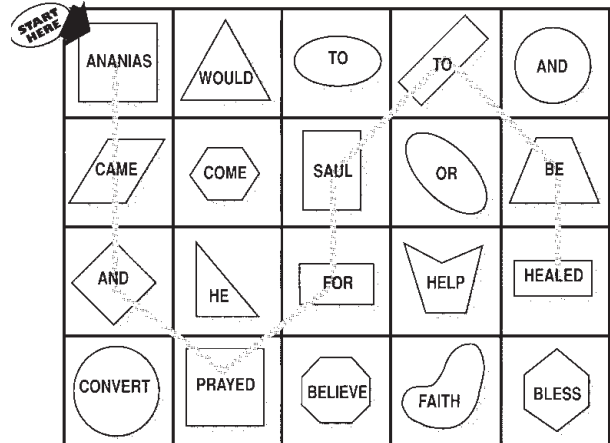 START
HERE
ANANIAS WOULD TO TO AND
CAME COME SAUL OR BE
AND HE FOR HELP HEALED
CONVERT PRAYED BELIEVE FAITH BLESS